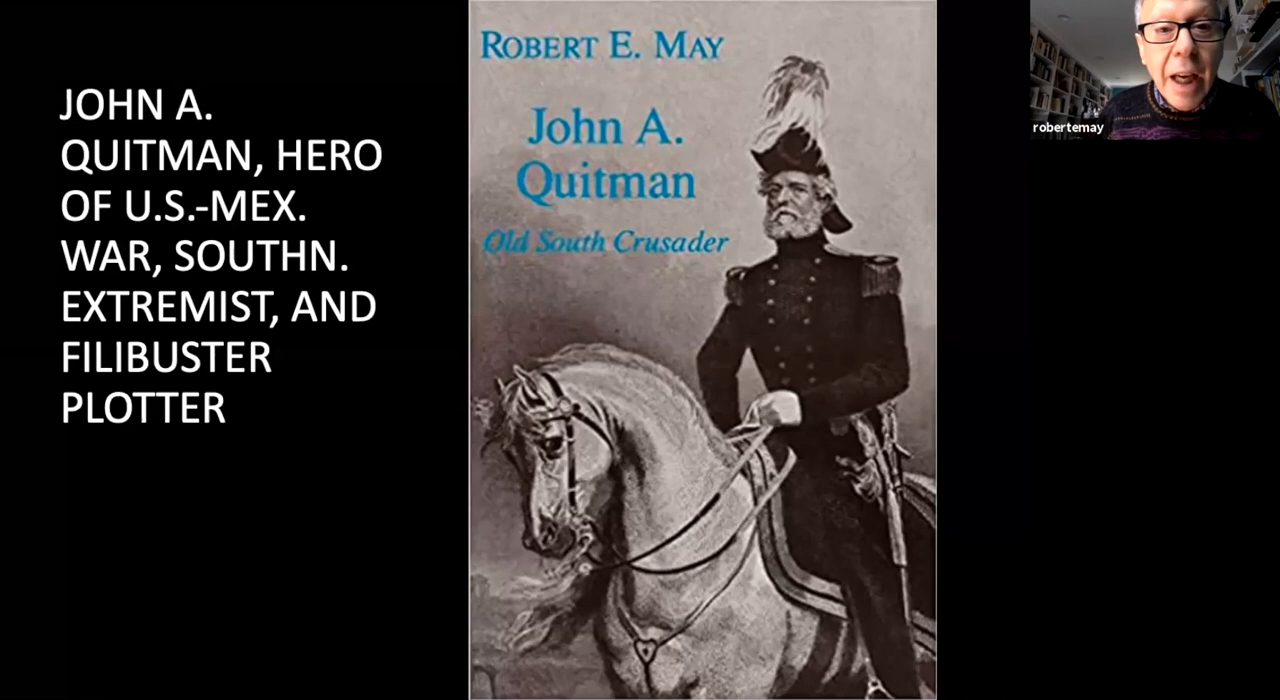 JOHN A.
QUITMAN, HERO
OF U.S.-MEX.
WAR, SOUTHN.
EXTREMIST, AND
FILIBUSTER
PLOTTER
ROBERT E. MAY
John A.
Quitman
Old South Crusader
robertemay